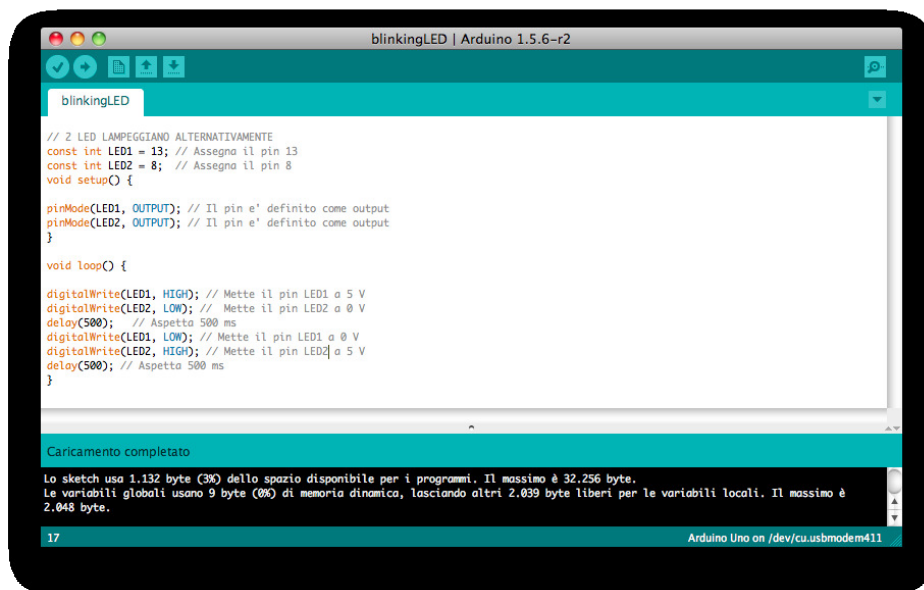 blinkingLED | Arduino 1.5.6-r2
blinkingLED
// 2 LED LAMPEGGIANO ALTERNATIVAMENTE
const int LED1 = 13; // Assegna il pin 13
const int LED2 = 8;  // Assegna il pin 8
void setup() {
pinMode(LED1, OUTPUT); // Il pin e' definito come output
pinMode(LED2, OUTPUT); // Il pin e' definito come output
}
void loop() {
digitalWrite(LED1, HIGH); // Mette il pin LED1 a 5 V
digitalWrite(LED2, LOW); //  Mette il pin LED2 a 0 V
delay(500);   // Aspetta 500 ms
digitalWrite(LED1, LOW); // Mette il pin LED1 a 0 V
digitalWrite(LED2, HIGH); // Mette il pin LED2 a 5 V
delay(500); // Aspetta 500 ms
}
Caricamento completato
Lo sketch usa 1.132 byte (3%) dello spazio disponibile per i programmi. Il massimo è 32.256 byte.
Le variabili globali usano 9 byte (0%) di memoria dinamica, lasciando altri 2.039 byte liberi per le variabili locali. Il massimo è
2.048 byte.
17
Arduino Uno on /dev/cu.usbmodem411